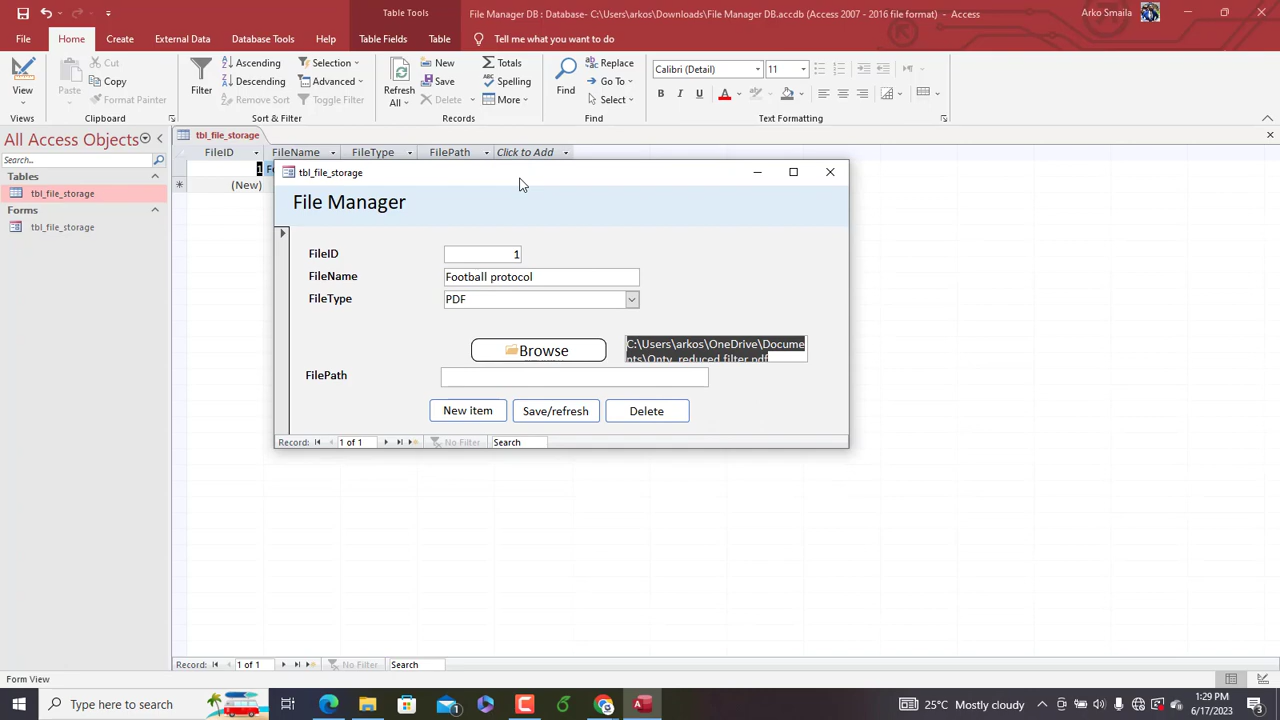 Table Tools
File Manager DB : Database- C:\Users\arkos\Downloads\File Manager DB.accdb (Access 2007 - 2016 file format) - Access
Arko Smaila
File Home Create External Data Database Tools Help Table Fields Table Tell me what you want to do
View
Views
Paste
Cut
Copy
Format Painter
Clipboard
Filter
Ascending
Descending
Remove Sort
Selection
Advanced
Toggle Filter
Sort & Filter
Refresh
All
New
Save
Delete
Totals
Spelling
More
Records
Find
Replace
Go To
Select
Find
Calibri (Detail) 11
B I U A
Text Formatting
All Access Objects
Search...
Tables
tbl_file_storage
Forms
tbl_file_storage
tbl_file_storage
FileID FileName FileType FilePath Click to Add
1
(New)
tbl_file_storage
File Manager
FileID 1
FileName Football protocol
FileType PDF
Browse
C:\Users\arkos\OneDrive\Docume
nts\Qnty_reduced filter.pdf
FilePath
New item Save/refresh Delete
Record: 1 of 1 No Filter Search
Record: 1 of 1 No Filter Search
Form View
Type here to search
1
25°C Mostly cloudy
1:29 PM
6/17/2023